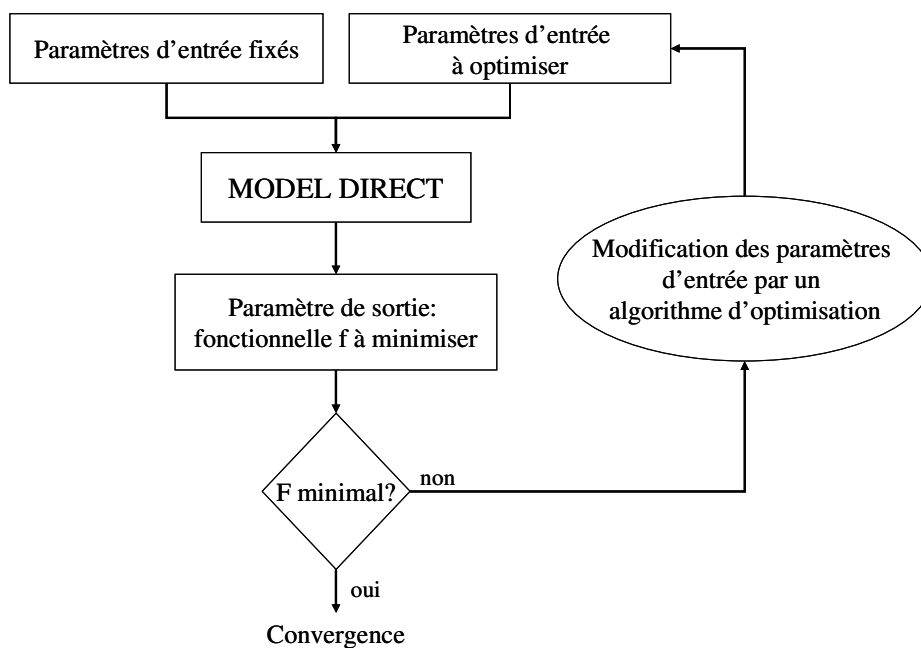 Paramètres d'entrée fixés
Paramètres d'entrée
à optimiser
MODEL DIRECT
Paramètre de sortie:
fonctionnelle f à minimiser
Modification des paramètres
d'entrée par un
algorithme d'optimisation
F minimal?
non
oui
Convergence